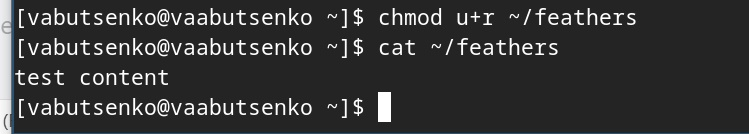 [vabutsenko@vaabutsenko ~]$ chmod u+r ~/feathers
[vabutsenko@vaabutsenko ~]$ cat ~/feathers
test content
[vabutsenko@vaabutsenko ~]$